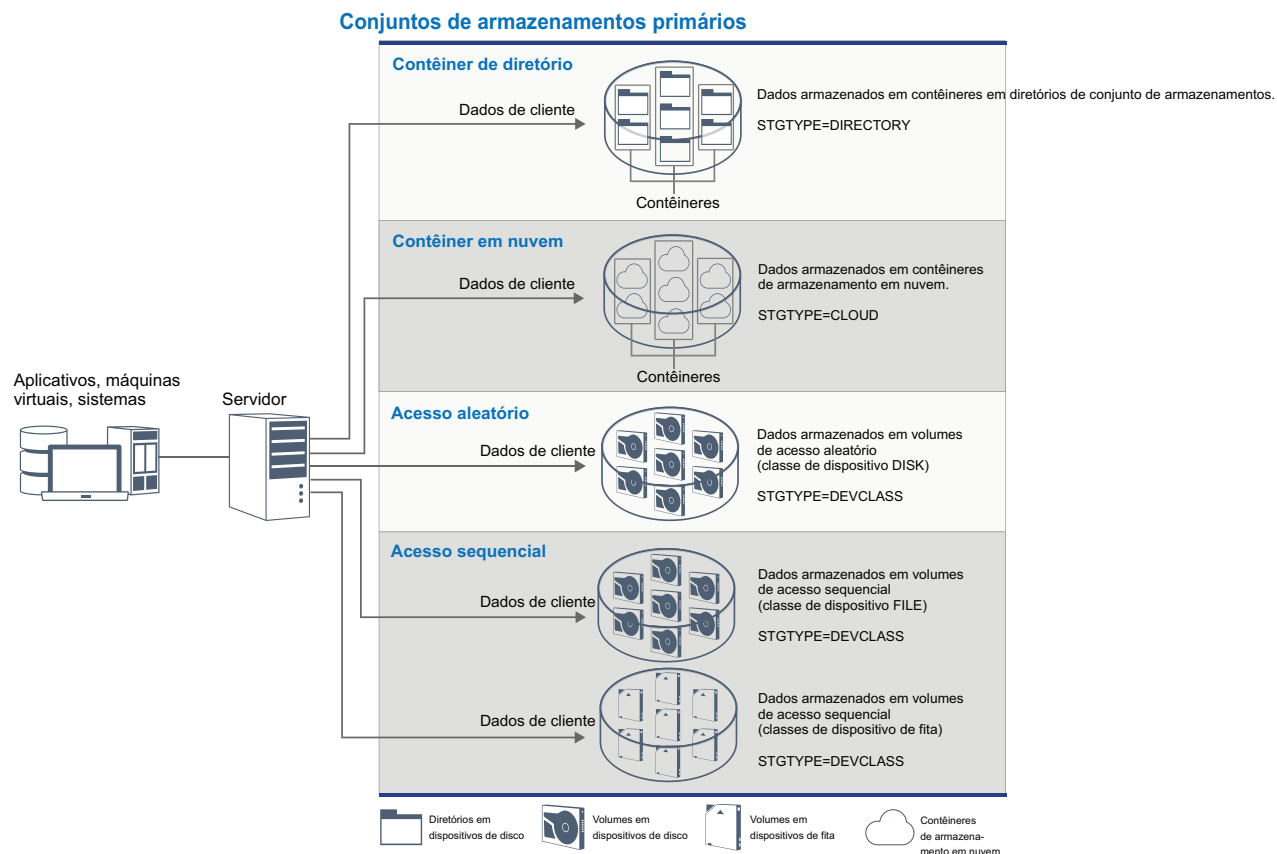 Conjuntos de armazenamentos primários
Contêiner de diretório
Dados de cliente
Dados armazenados em contêineres em diretórios de conjunto de armazenamentos.
STGTYPE=DIRECTORY
Contêineres
Contêiner em nuvem
Dados de cliente
Dados armazenados em contêineres
de armazenamento em nuvem.
STGTYPE=CLOUD
Contêineres
Aplicativos, máquinas
virtuais, sistemas
Servidor
Acesso aleatório
Dados de cliente
Dados armazenados em volumes
de acesso aleatório
(classe de dispositivo DISK)
STGTYPE=DEVCLASS
Acesso sequencial
Dados de cliente
Dados armazenados em volumes
de acesso sequencial
(classe de dispositivo FILE)
STGTYPE=DEVCLASS
Dados de cliente
Dados armazenados em volumes
de acesso sequencial
(classes de dispositivo de fita)
STGTYPE=DEVCLASS
Diretórios em
dispositivos de disco
Volumes em
dispositivos de disco
Volumes em
dispositivos de fita
Contêineres
de armazena-
mento em nuvem